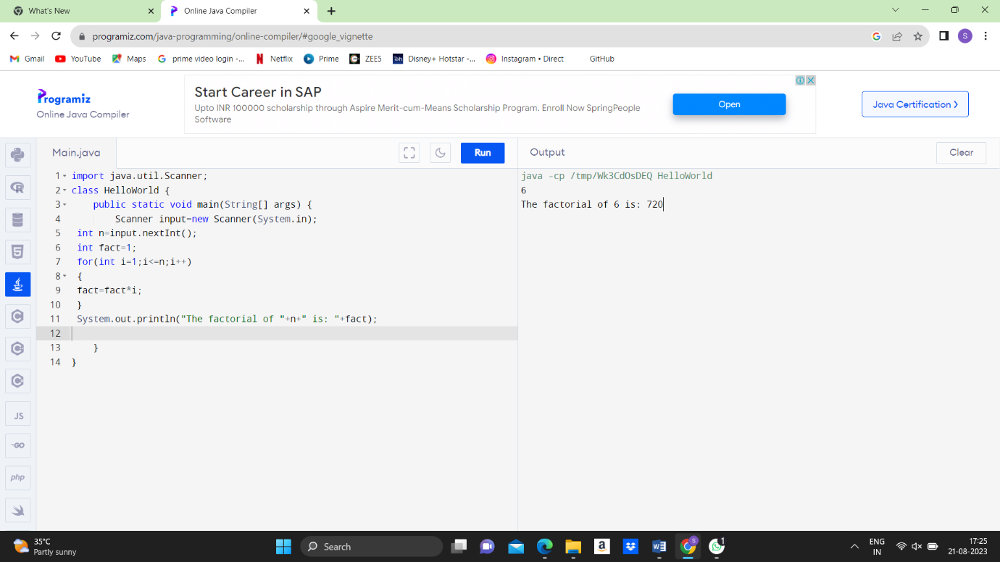 What's New
Online Java Compiler
programiz.com/java-programming/online-compiler/#google_vignette
S
Gmail
YouTube
Maps
prime video login -...
Netflix
Prime
ZEE5
Disney+ Hotstar -...
Instagram • Direct
GitHub
Programiz
Online Java Compiler
Start Career in SAP
Upto INR 100000 scholarship through Aspire Merit-cum-Means Scholarship Program. Enroll Now SpringPeople
Software
Open
Java Certification
Main.java
Run
Output
Clear
1 import java.util.Scanner;
2 class HelloWorld {
3 public static void main(String[] args) {
4 Scanner input=new Scanner(System.in);
5 int n=input.nextInt();
6 int fact=1;
7 for(int i=1;i<=n;i++)
8 {
9 fact=fact*i;
10 }
11 System.out.println("The factorial of "+n+" is: "+fact);
12
13 }
14 }
java -cp /tmp/Wk3CdOsDEQ HelloWorld
6
The factorial of 6 is: 720
JS
GO
php
35°C
Partly sunny
Search
1
ENG
IN
17:25
21-08-2023